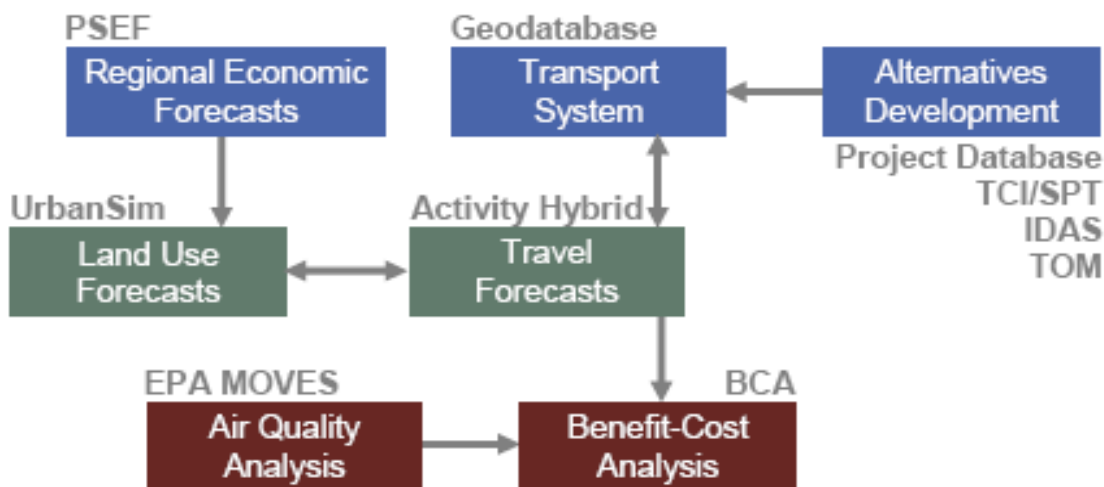 PSEF
Regional Economic
Forecasts
Geodatabase
Transport
System
Alternatives
Development
Project Database
TCI/SPT
IDAS
TOM
UrbanSim
Land Use
Forecasts
Activity Hybrid
Travel
Forecasts
EPA MOVES
Air Quality
Analysis
BCA
Benefit-Cost
Analysis